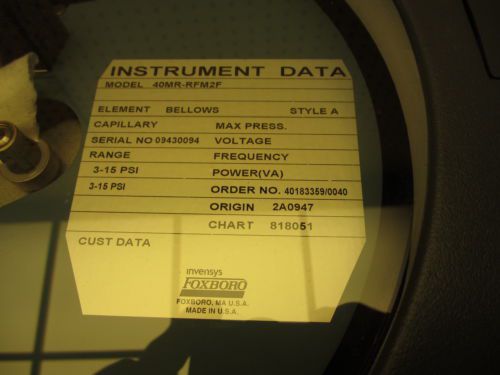 INSTRUMENT DATA
MODEL 40MR-RFM2F
ELEMENT BELLOWS STYLE A
CAPILLARY MAX PRESS.
SERIAL NO 09430094 VOLTAGE
RANGE FREQUENCY
3-15 PSI POWER(VA)
3-15 PSI ORDER NO. 40183359/0040
ORIGIN 2A0947
CHART 818051
CUST DATA
invensys
FOXBORO
FOXBORO, MA U.S.A.
MADE IN U.S.A.